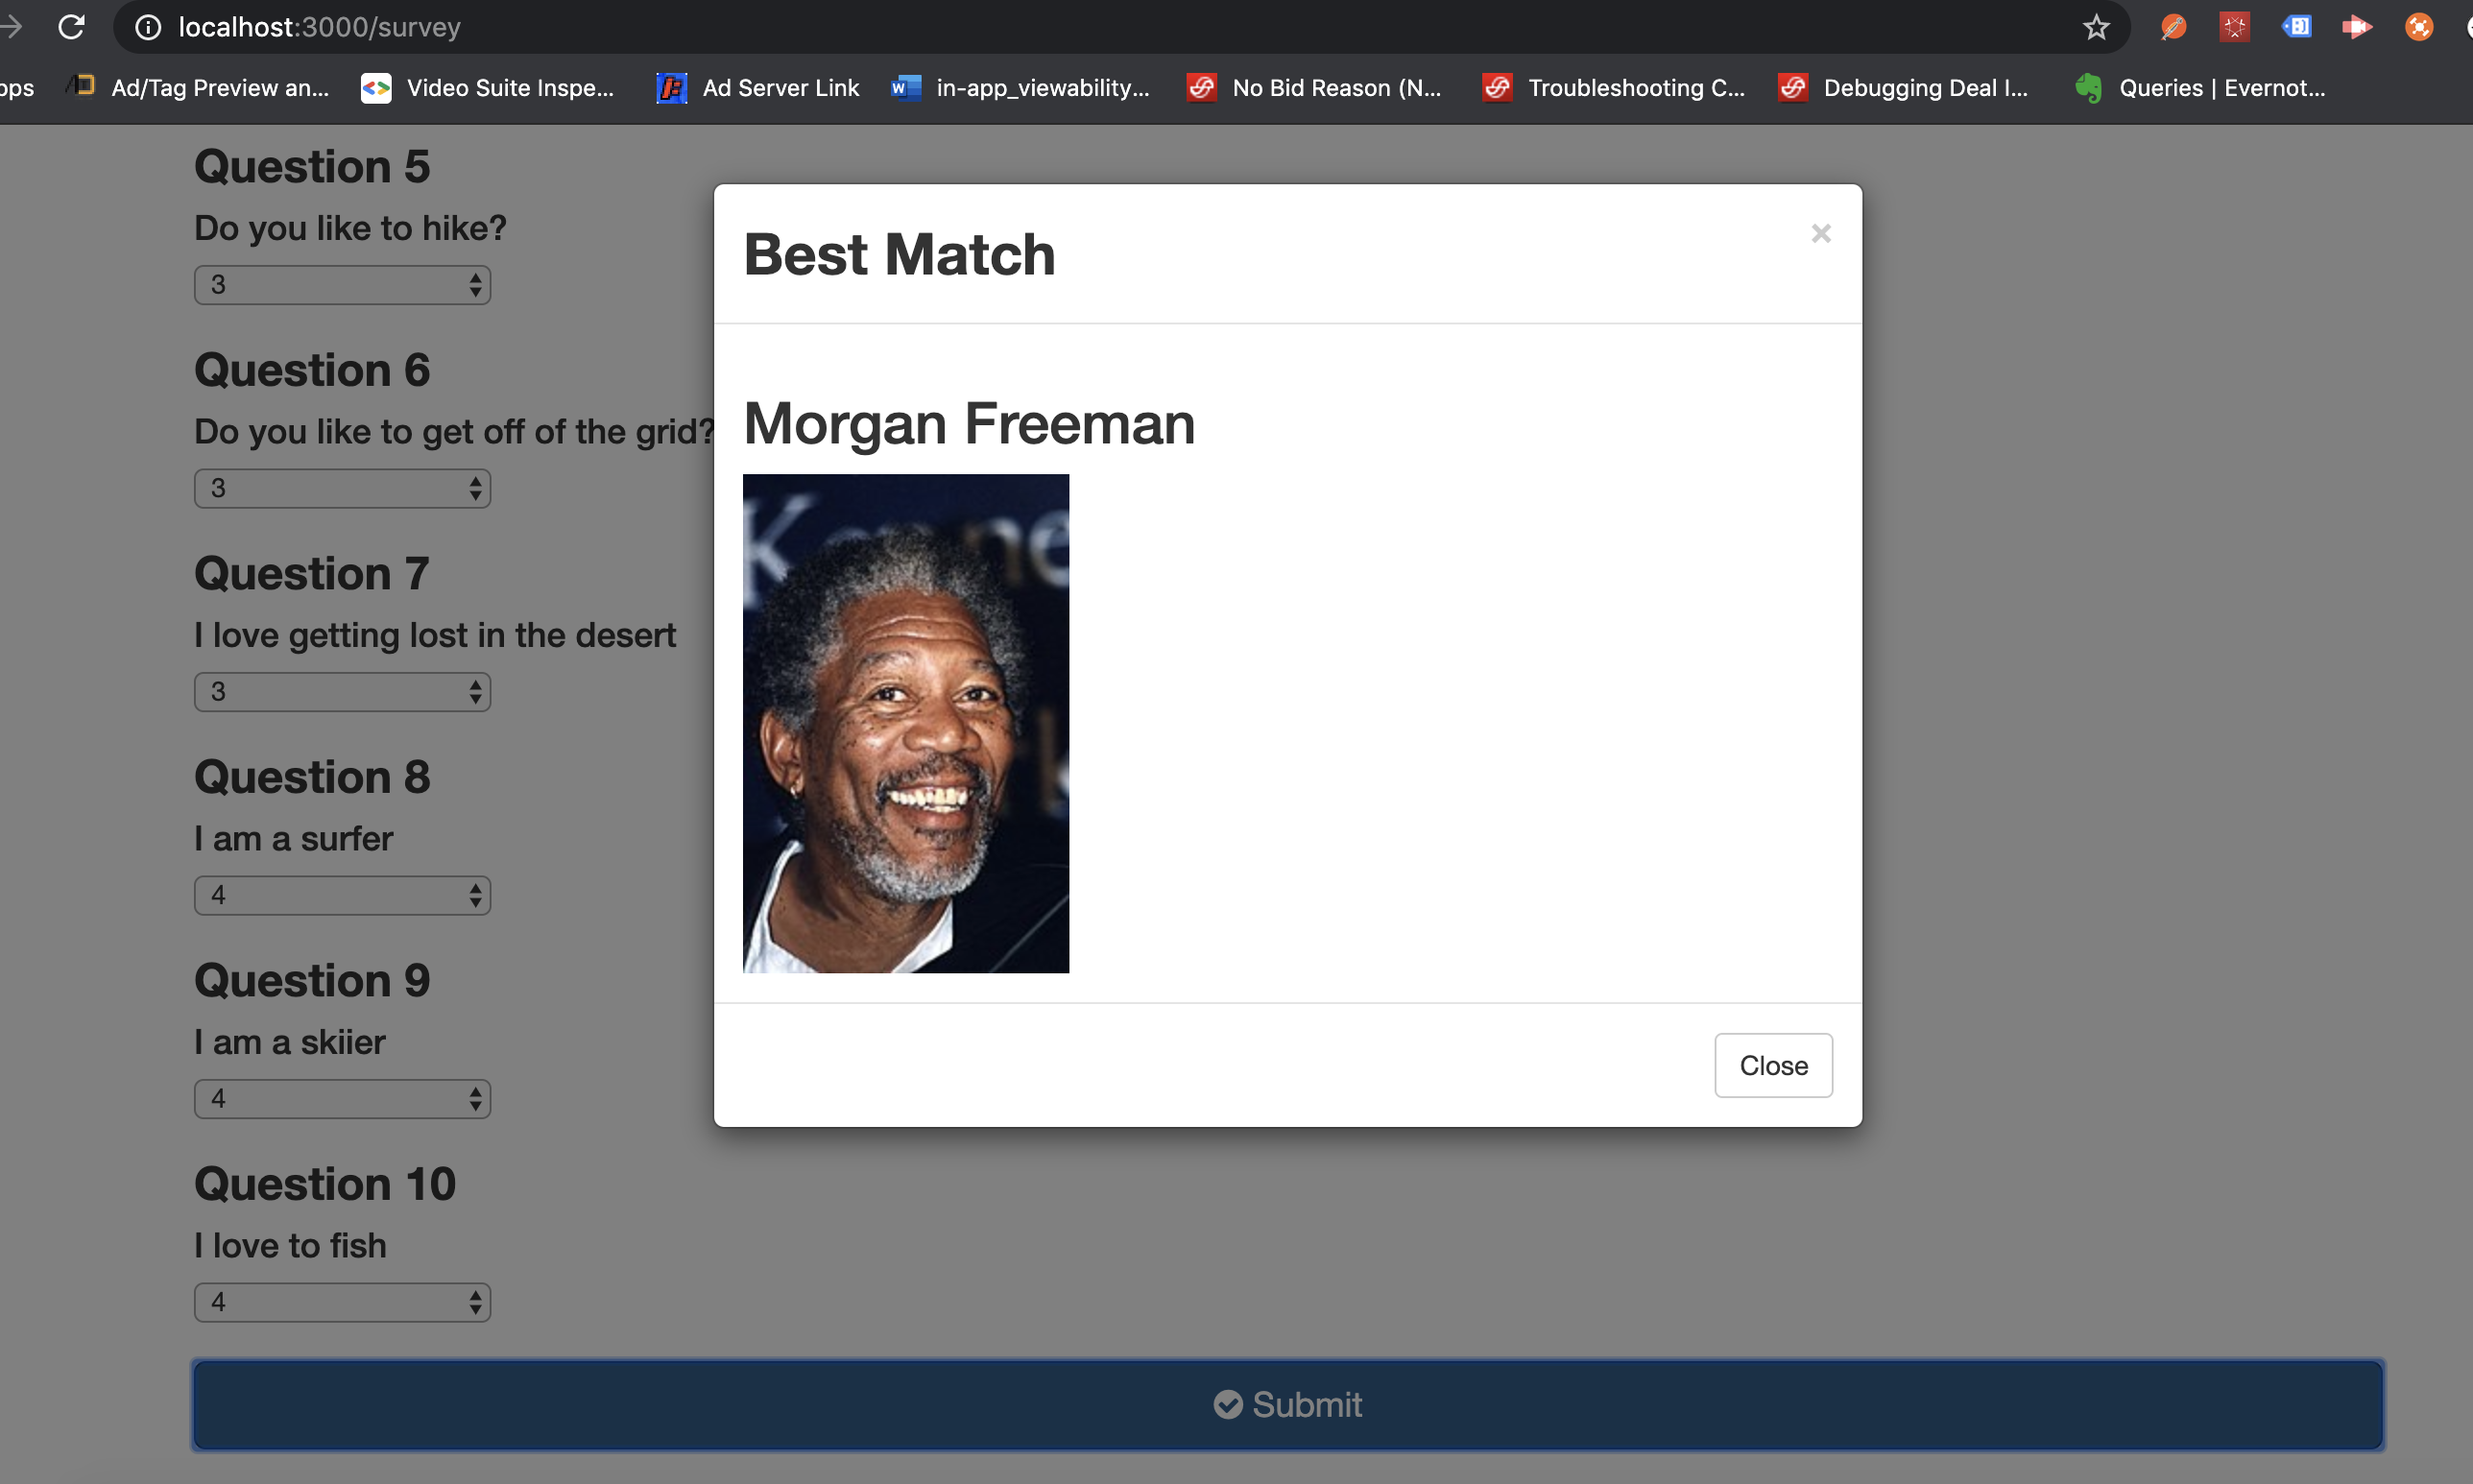 localhost:3000/survey
Ad/Tag Preview an...
Video Suite Inspe...
Ad Server Link
in-app_viewability...
No Bid Reason (N...
Troubleshooting C...
Debugging Deal I...
Queries | Evernot...
Question 5
Do you like to hike?
3
Question 6
Do you like to get off of the grid?
3
Question 7
I love getting lost in the desert
3
Question 8
I am a surfer
4
Question 9
I am a skiier
4
Question 10
I love to fish
4
Submit
Best Match
×
Morgan Freeman
Close